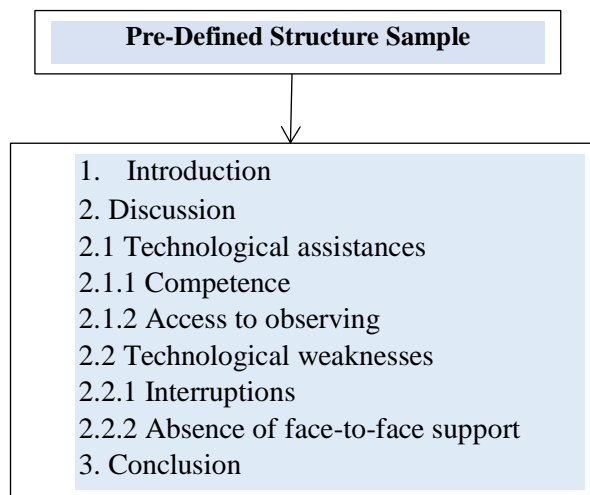 Pre-Defined Structure Sample
1. Introduction
2. Discussion
2.1 Technological assistances
2.1.1 Competence
2.1.2 Access to observing
2.2 Technological weaknesses
2.2.1 Interruptions
2.2.2 Absence of face-to-face support
3. Conclusion